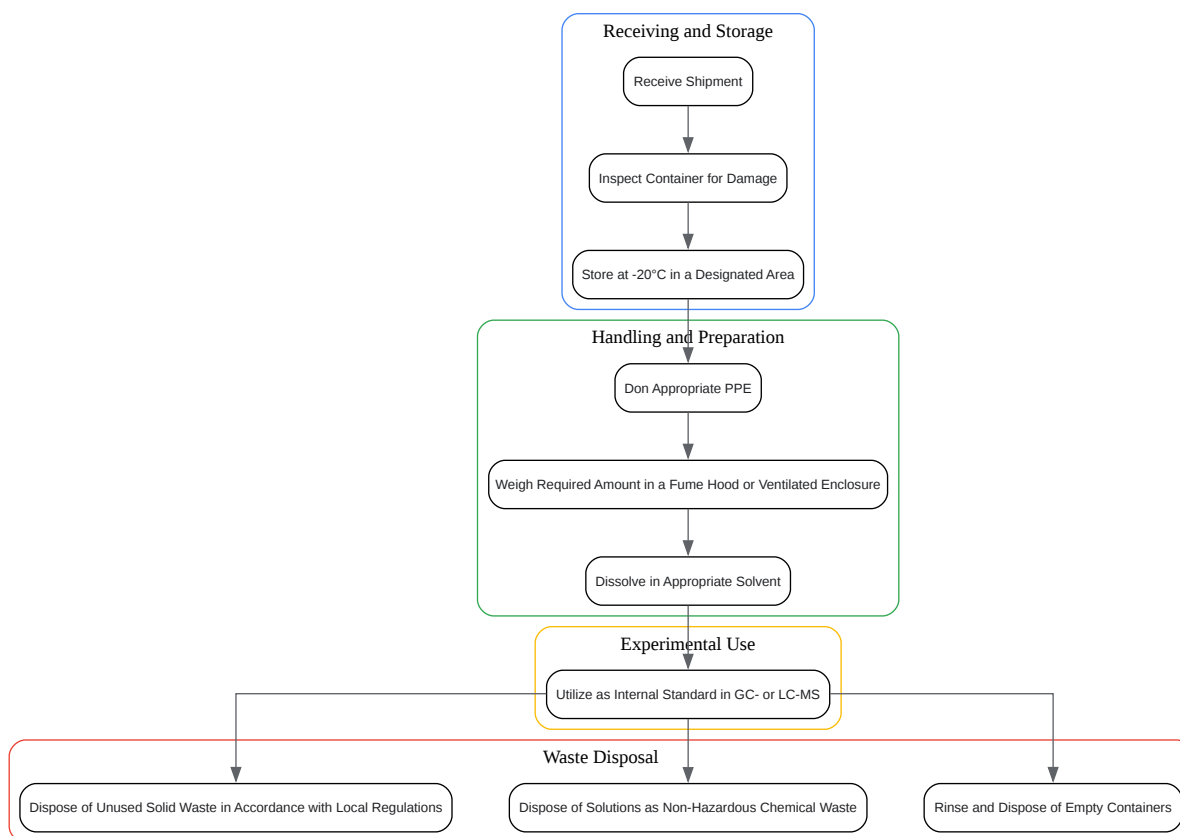 Receiving and Storage
Receive Shipment
Inspect Container for Damage
Store at -20°C in a Designated Area
Handling and Preparation
Don Appropriate PPE
Weigh Required Amount in a Fume Hood or Ventilated Enclosure
Dissolve in Appropriate Solvent
Experimental Use
Utilize as Internal Standard in GC- or LC-MS
Waste Disposal
Dispose of Unused Solid Waste in Accordance with Local Regulations
Dispose of Solutions as Non-Hazardous Chemical Waste
Rinse and Dispose of Empty Containers